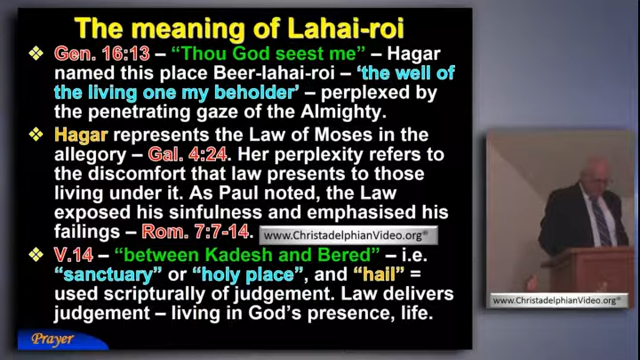 The meaning of Lahai-roi
❖ Gen. 16:13 – “Thou God seest me” – Hagar
named this place Beer-lahai-roi – ‘the well of
the living one my beholder’ – perplexed by
the penetrating gaze of the Almighty.
❖ Hagar represents the Law of Moses in the
allegory – Gal. 4:24. Her perplexity refers to
the discomfort that law presents to those
living under it. As Paul noted, the Law
exposed his sinfulness and emphasised his
failings – Rom. 7:7-14.
www.ChristadelphianVideo.org®
❖ V.14 – “between Kadesh and Bered” – i.e.
“sanctuary” or “holy place”, and “hail” =
used scripturally of judgement. Law delivers
judgement – living in God’s presence, life.
Prayer
www.ChristadelphianVideo.org®